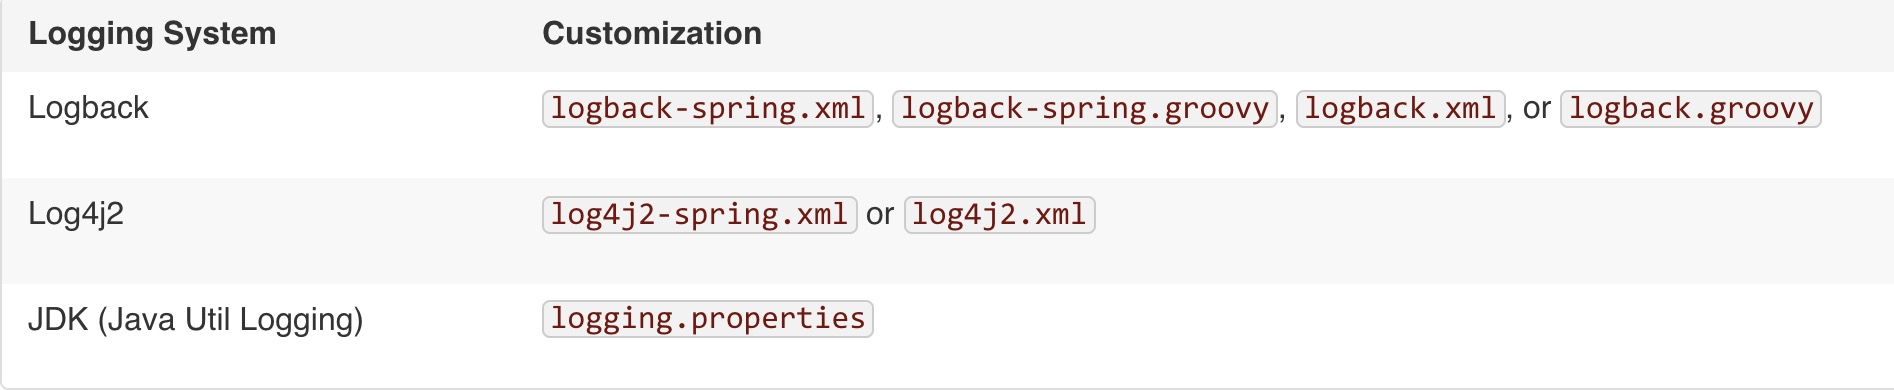 Logging System Customization
Logback logback-spring.xml, logback-spring.groovy, logback.xml, or logback.groovy
Log4j2 log4j2-spring.xml or log4j2.xml
JDK (Java Util Logging) logging.properties